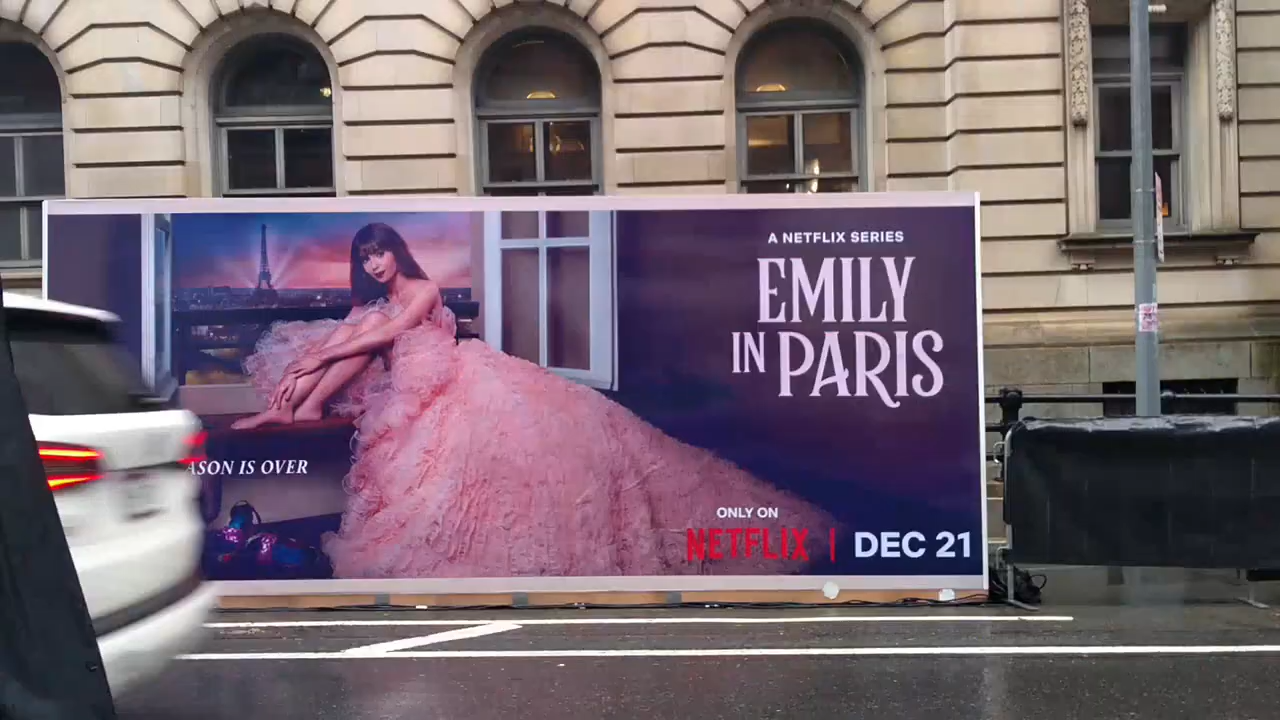 A NETFLIX SERIES
EMILY
IN PARIS
ASON IS OVER
ONLY ON
NETFLIX | DEC 21